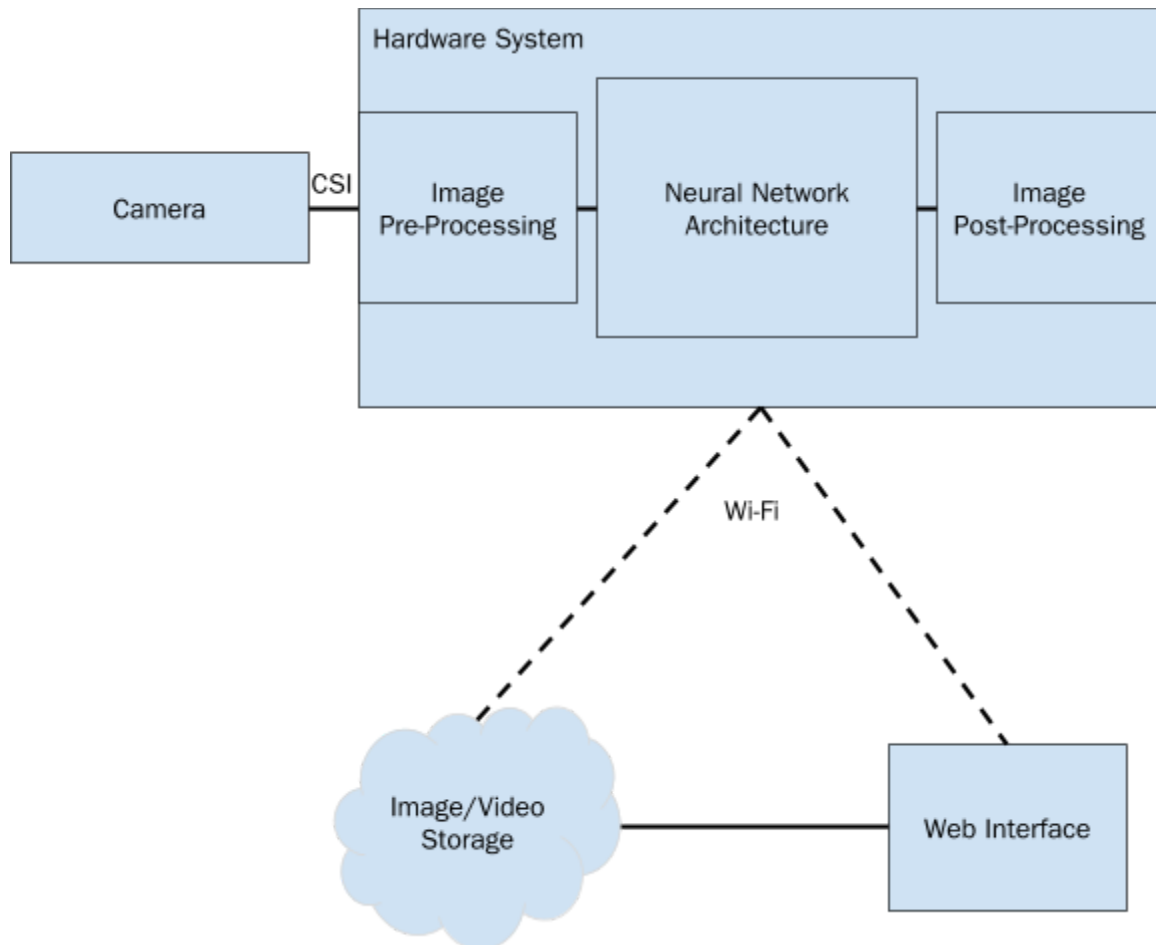 Hardware System
Camera
CSI
Image
Pre-Processing
Neural Network
Architecture
Image
Post-Processing
Wi-Fi
Image/Video
Storage
Web Interface